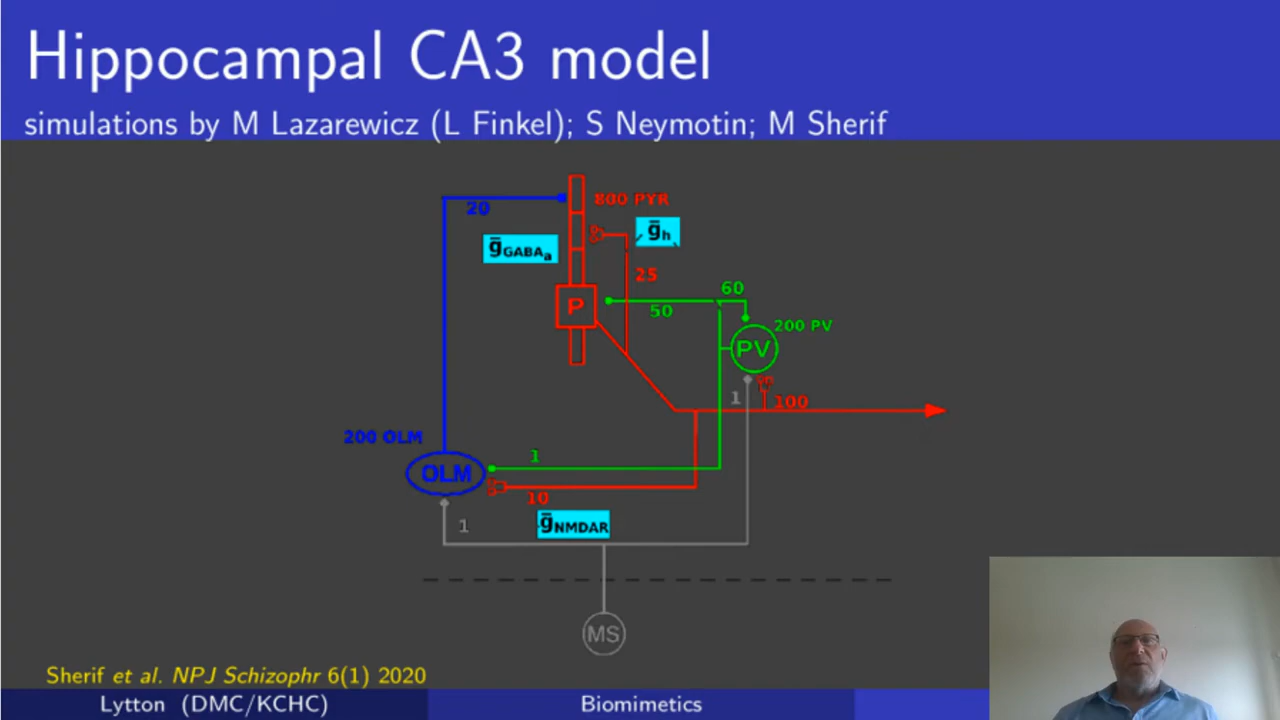 Hippocampal CA3 model
simulations by M Lazarewicz (L Finkel); S Neymotin; M Sherif
800 PYR
20
ḡh
ḡGABAa
25
60
50
P
200 PV
PV
1
100
200 OLM
1
OLM
10
1
ḡNMDAR
MS
Sherif et al. NPJ Schizophr 6(1) 2020
Lytton (DMC/KCHC)
Biomimetics